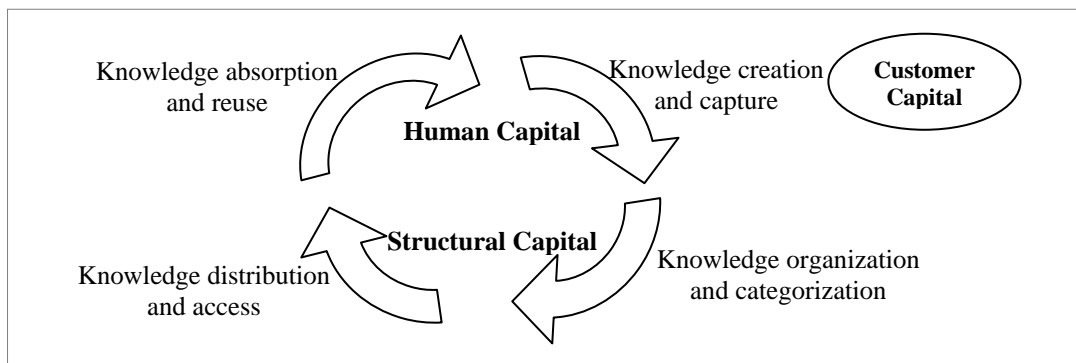 Knowledge absorption
and reuse
Knowledge creation
and capture
Customer
Capital
Human Capital
Structural Capital
Knowledge distribution
and access
Knowledge organization
and categorization